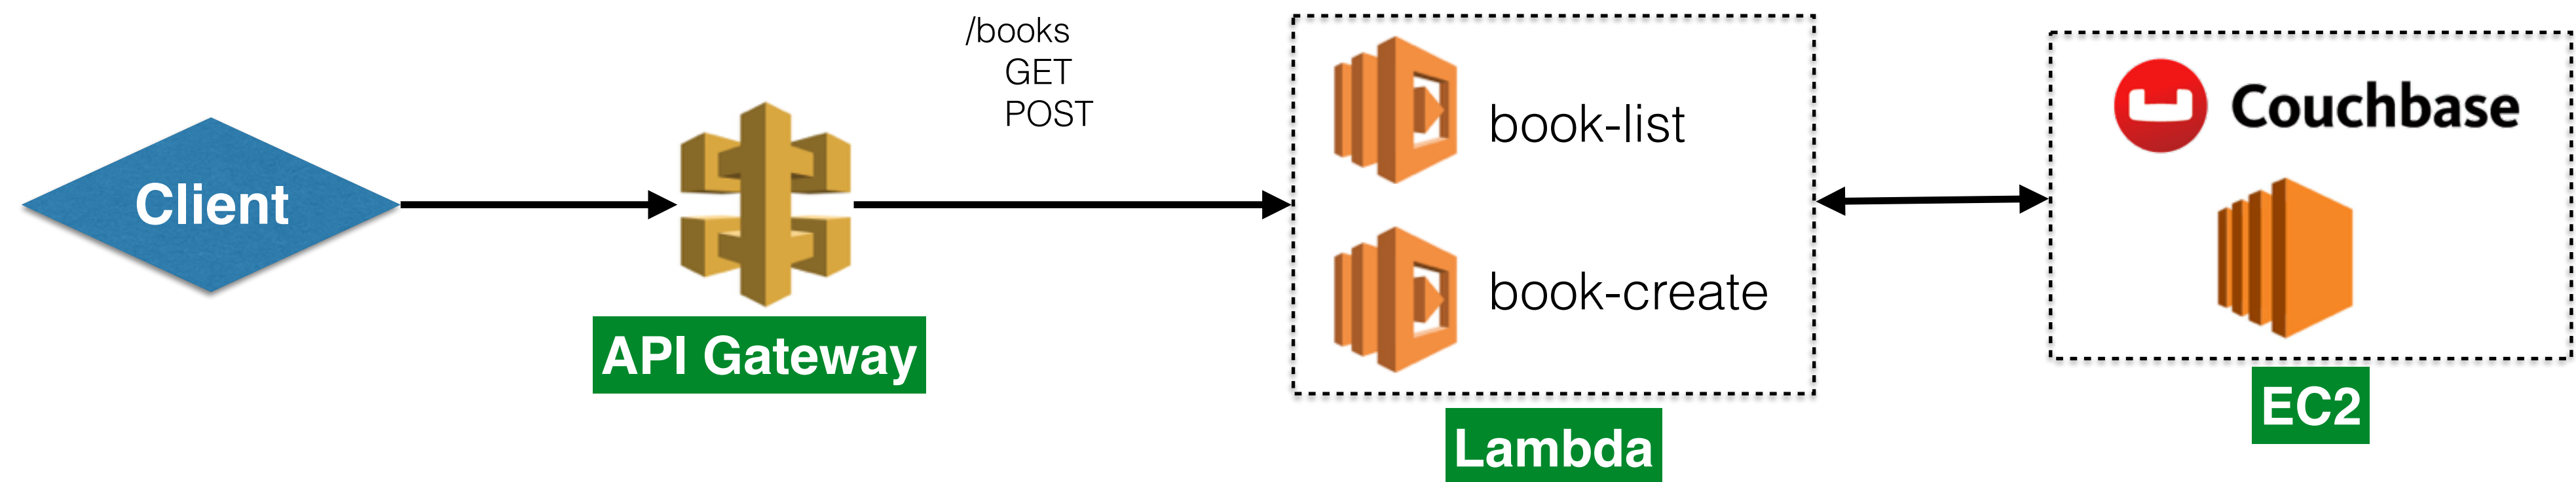 Client
API Gateway
/books
GET
POST
book-list
book-create
Lambda
Couchbase
EC2